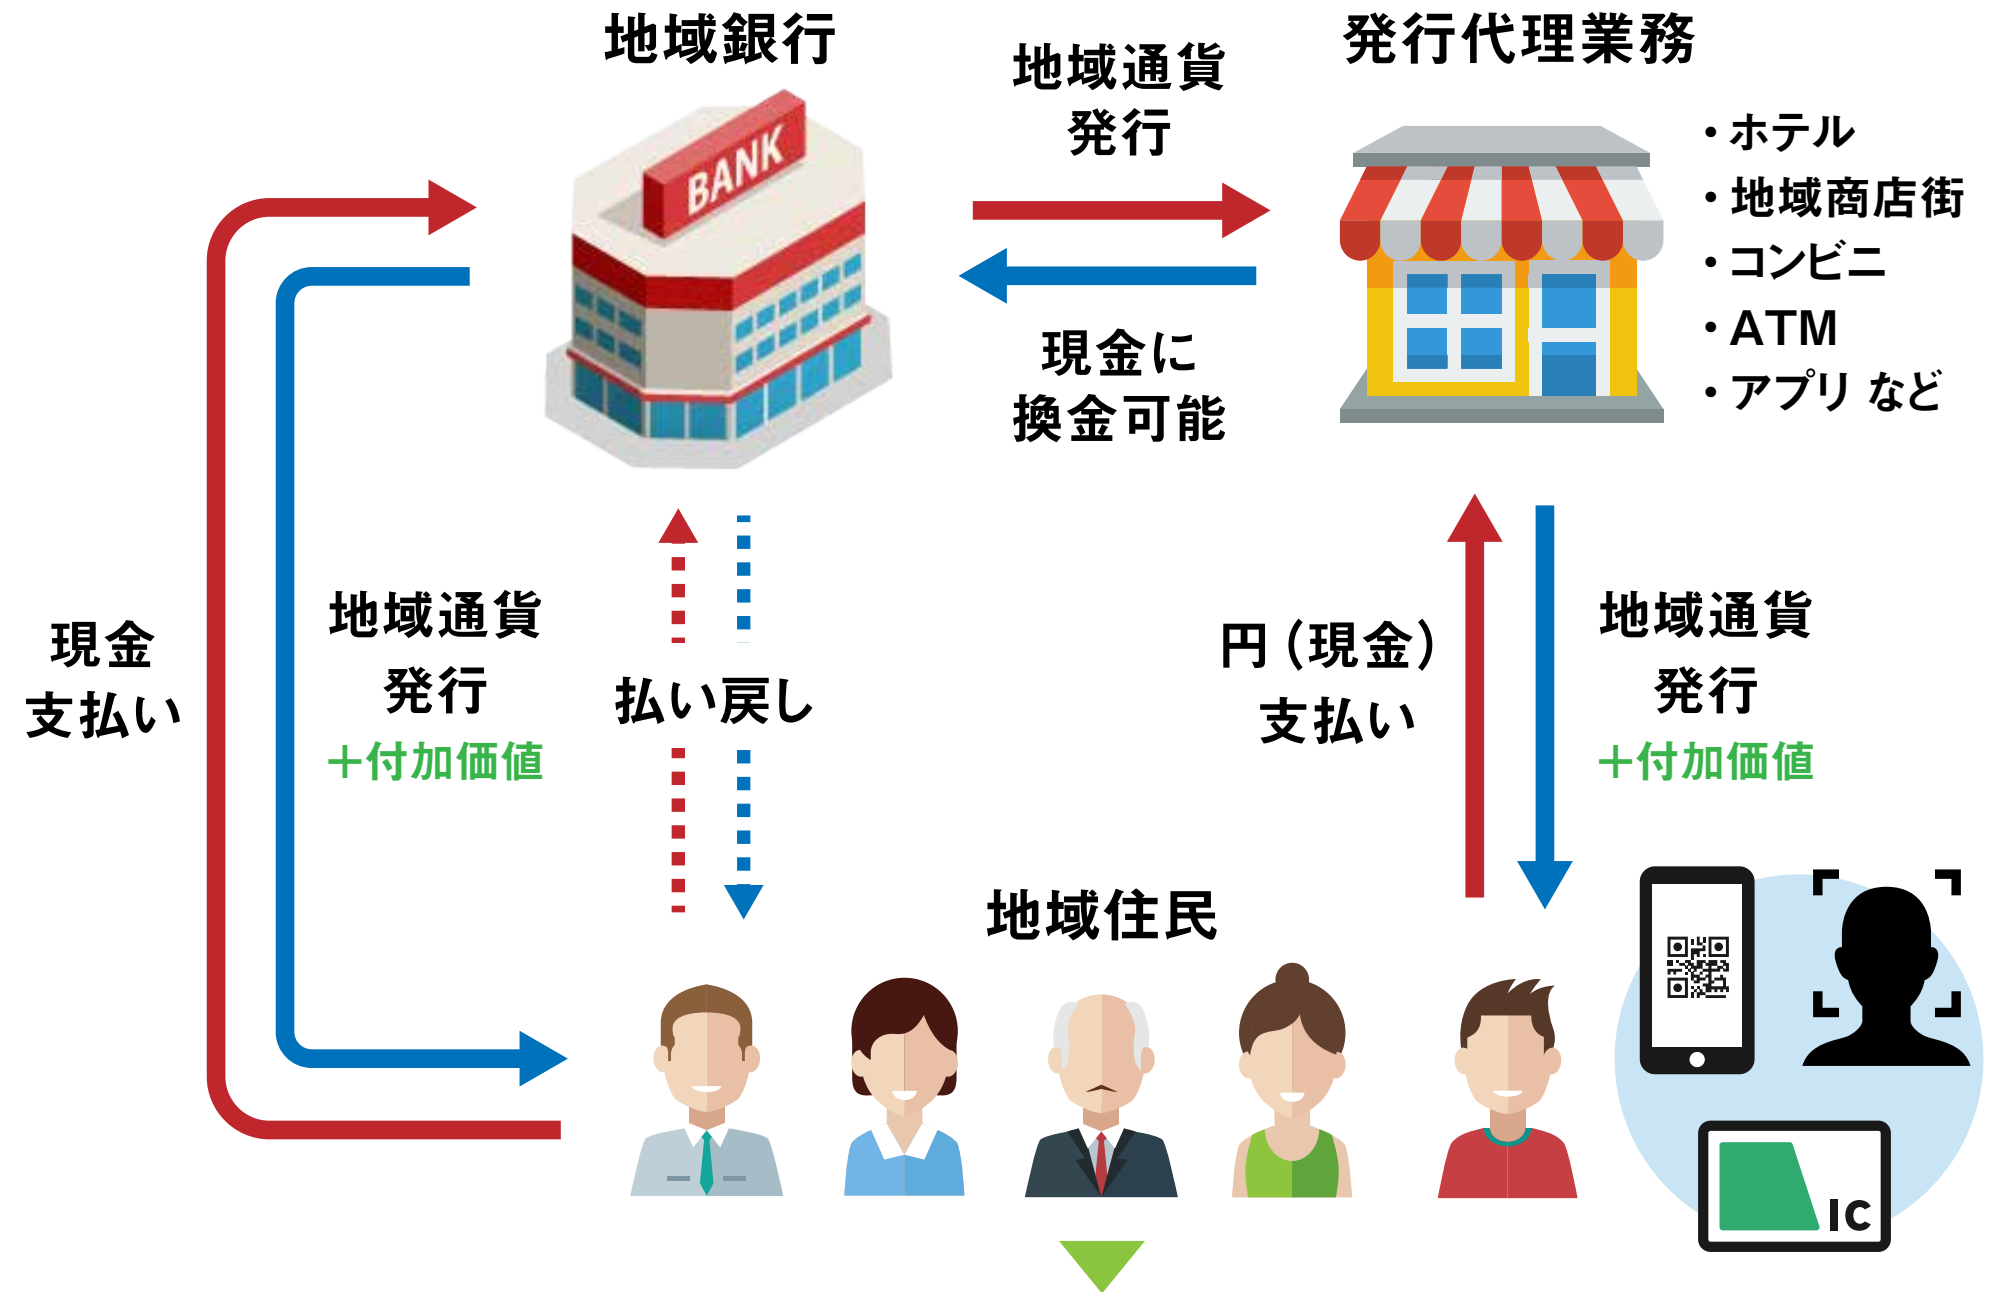 地域銀行
BANK
地域通貨
発行
現金に
換金可能
発行代理業務
・ホテル
・地域商店街
・コンビニ
・ATM
・アプリ など
現金
支払い
地域通貨
発行
＋付加価値
払い戻し
円（現金）
支払い
地域通貨
発行
＋付加価値
地域住民
IC